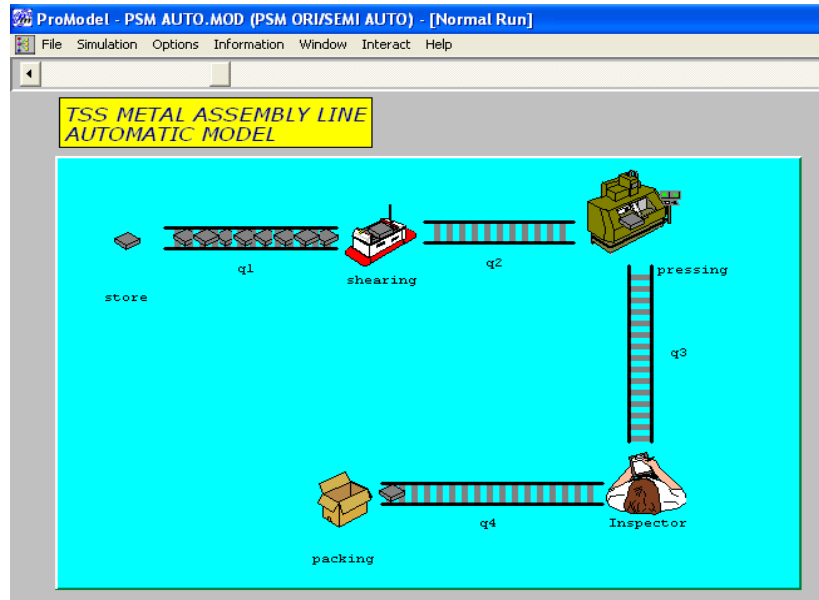 ProModel - PSM AUTO.MOD (PSM ORI/SEMI AUTO) - [Normal Run]
File Simulation Options Information Window Interact Help
TSS METAL ASSEMBLY LINE
AUTOMATIC MODEL
q1
shearing
q2
pressing
store
q3
q4
Inspector
packing